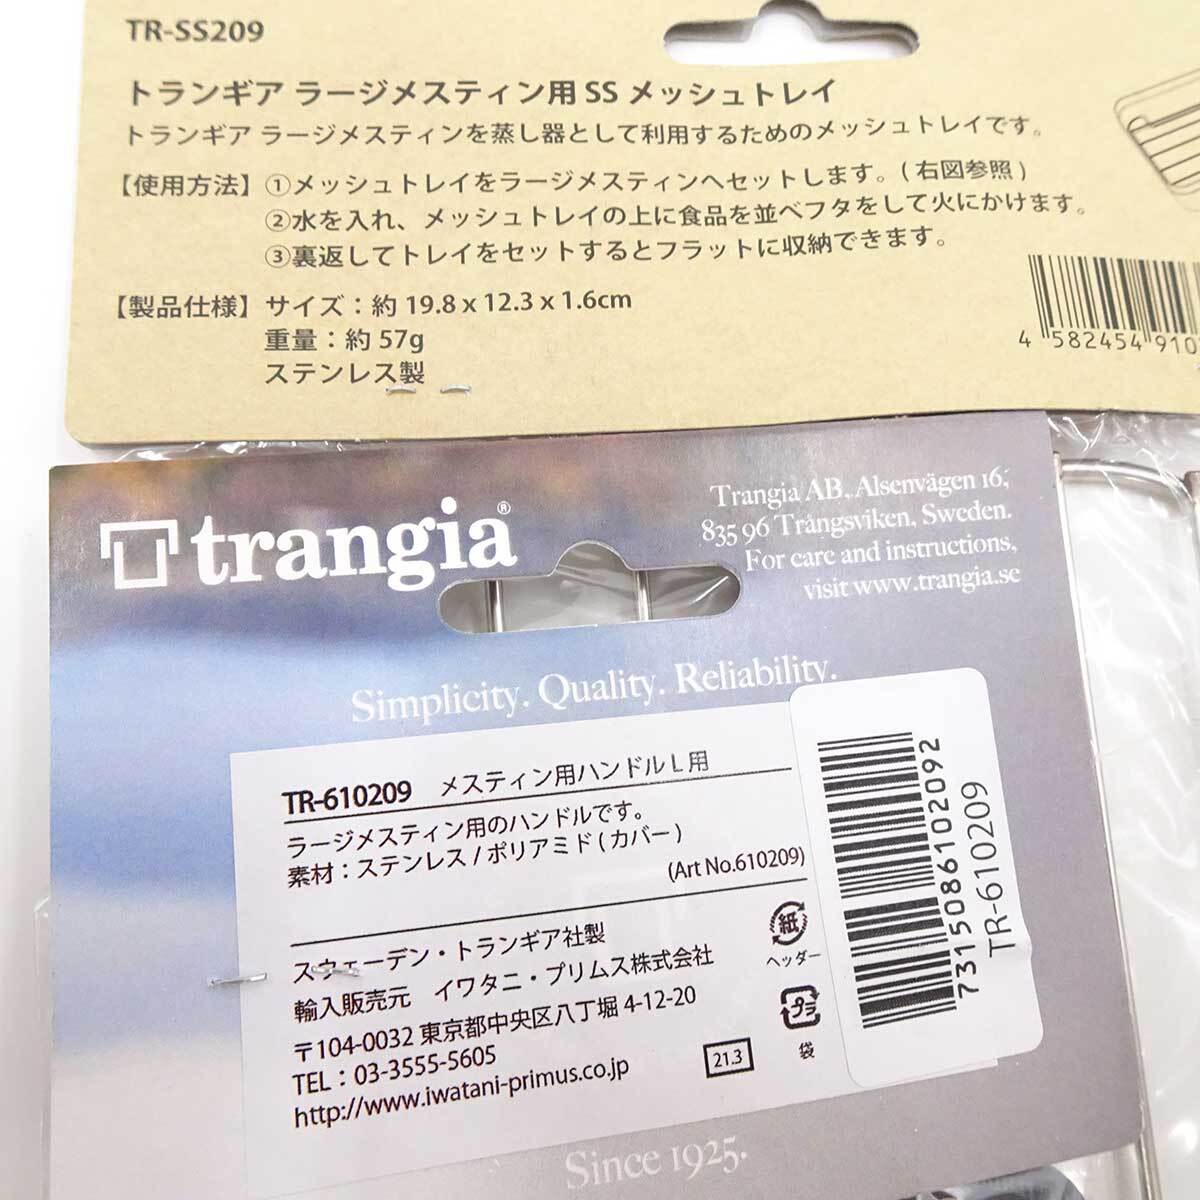 TR-SS209
トランギア ラージメスティン用 SS メッシュトレイ
トランギア ラージメスティンを蒸し器として利用するためのメッシュトレイです。
【使用方法】①メッシュトレイをラージメスティンへセットします。( 右図参照 )
②水を入れ、メッシュトレイの上に食品を並べフタをして火にかけます。
③裏返してトレイをセットするとフラットに収納できます。
【製品仕様】サイズ：約 19.8 x 12.3 x 1.6cm
重量：約 57g
ステンレス製
4 582454 910
trangia®
Trangia AB, Alsenvägen 16;
835 96 Trångsviken, Sweden.
For care and instructions,
visit www.trangia.se
Simplicity. Quality. Reliability.
TR-610209 メスティン用ハンドル L 用
ラージメスティン用のハンドルです。
素材：ステンレス / ポリアミド ( カバー )
(Art No.610209)
スウェーデン・トランギア社製
輸入販売元 イワタニ・プリムス株式会社
〒104-0032 東京都中央区八丁堀 4-12-20
TEL：03-3555-5605
http://www.iwatani-primus.co.jp
紙
ヘッダー
プラ
袋
21.3
7315086102092
TR-610209
Since 1925.